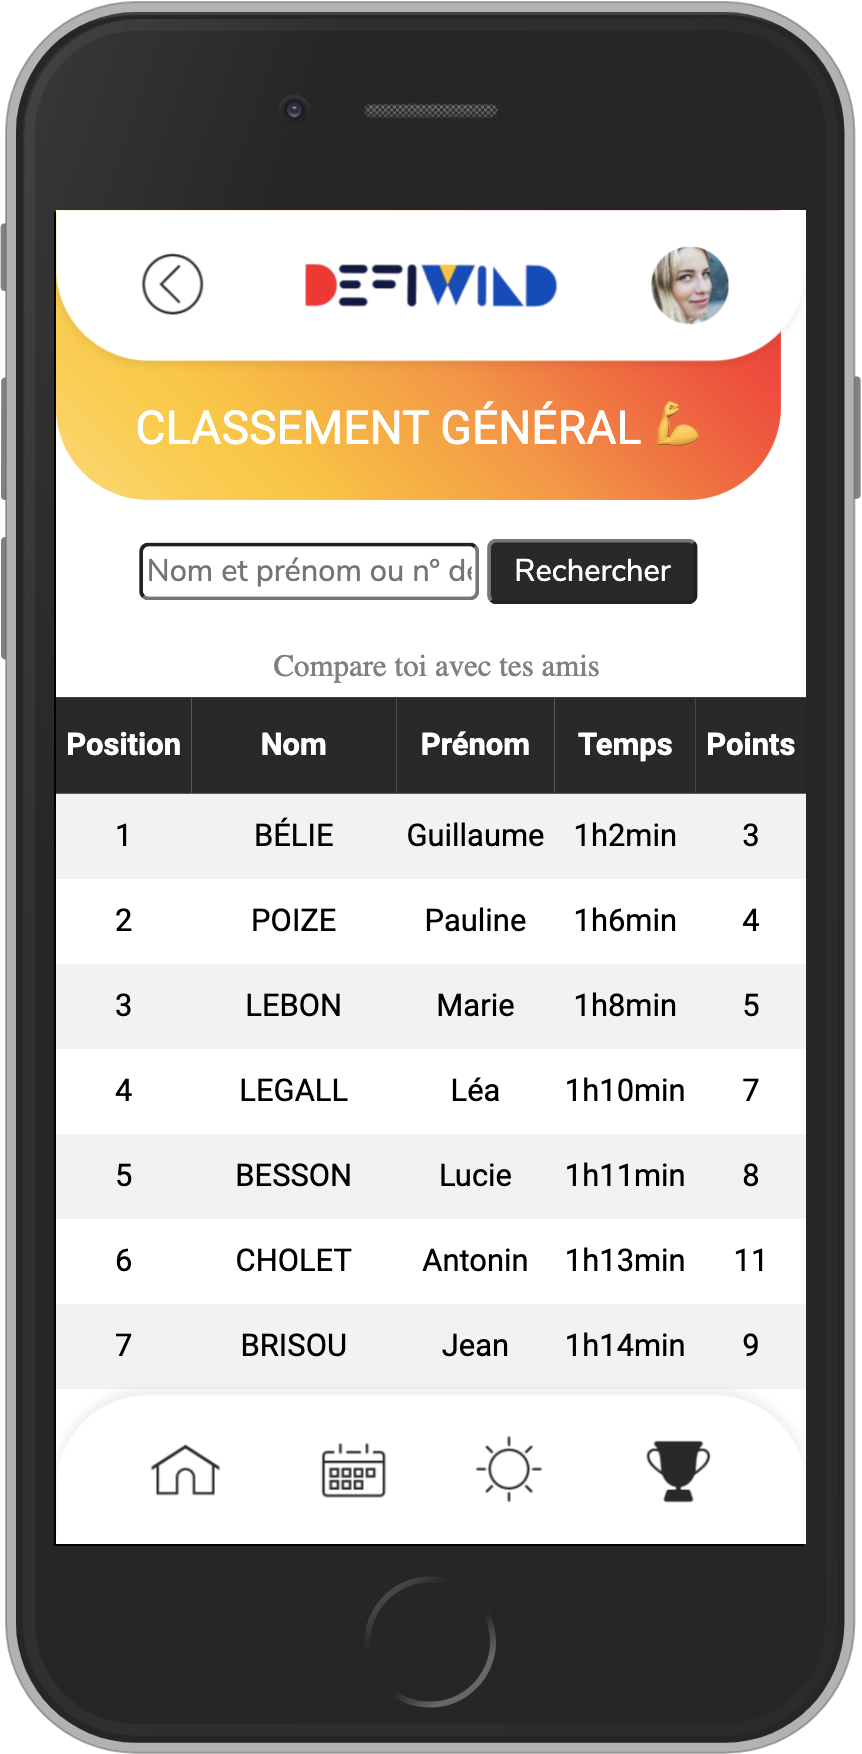 DEFIWILD
CLASSEMENT GÉNÉRAL 💪
Nom et prénom ou n° de Rechercher
Compare toi avec tes amis
Position Nom Prénom Temps Points
1 BÉLIE Guillaume 1h2min 3
2 POIZE Pauline 1h6min 4
3 LEBON Marie 1h8min 5
4 LEGALL Léa 1h10min 7
5 BESSON Lucie 1h11min 8
6 CHOLET Antonin 1h13min 11
7 BRISOU Jean 1h14min 9